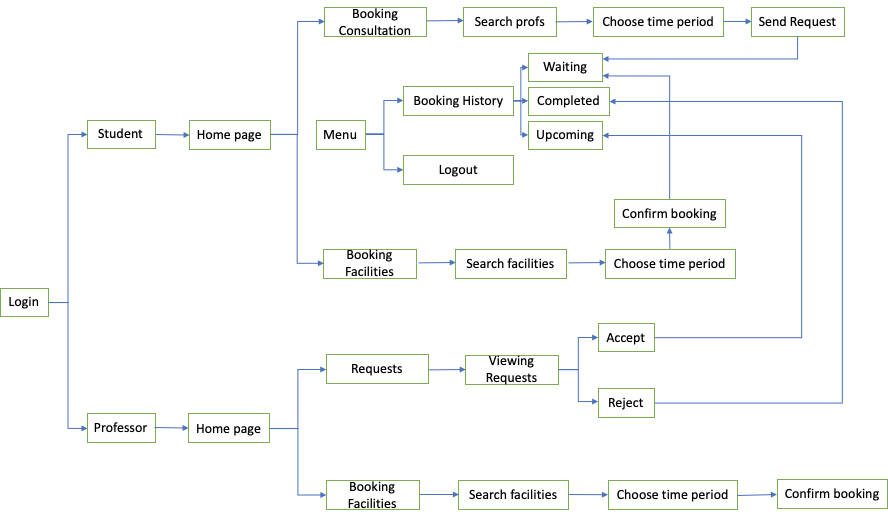 Booking
Consultation
Search profs
Choose time period
Send Request
Waiting
Booking History
Completed
Student
Home page
Menu
Upcoming
Logout
Confirm booking
Booking
Facilities
Search facilities
Choose time period
Login
Accept
Requests
Viewing
Requests
Reject
Professor
Home page
Booking
Facilities
Search facilities
Choose time period
Confirm booking